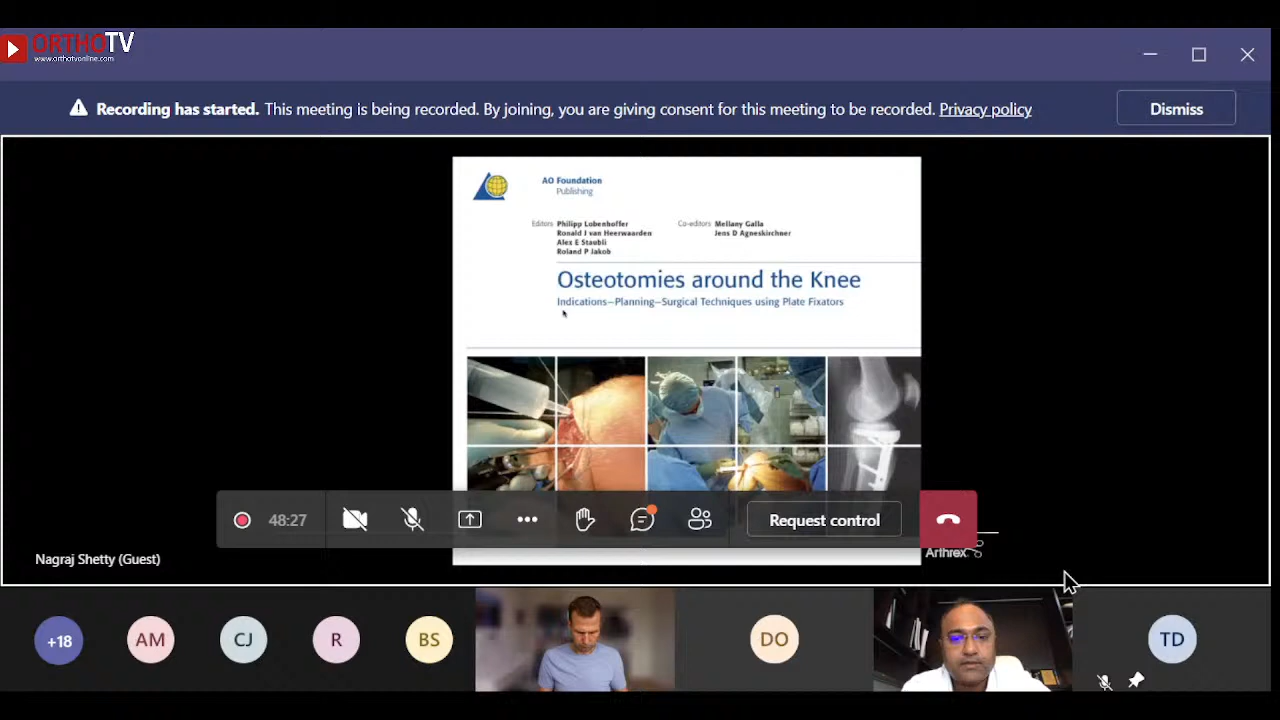 ORTHOTV
www.orthotvonline.com
Recording has started. This meeting is being recorded. By joining, you are giving consent for this meeting to be recorded. Privacy policy
Dismiss
AO Foundation
Publishing
Editors Philipp Lobenhoffer
Ronald J van Heerwaarden
Alex E Staubli
Roland P Jakob
Co-editors Mellany Galla
Jens D Agneskirchner
Osteotomies around the Knee
Indications—Planning—Surgical Techniques using Plate Fixators
48:27
Request control
Nagraj Shetty (Guest)
Arthrex
+18
AM
CJ
R
BS
DO
TD